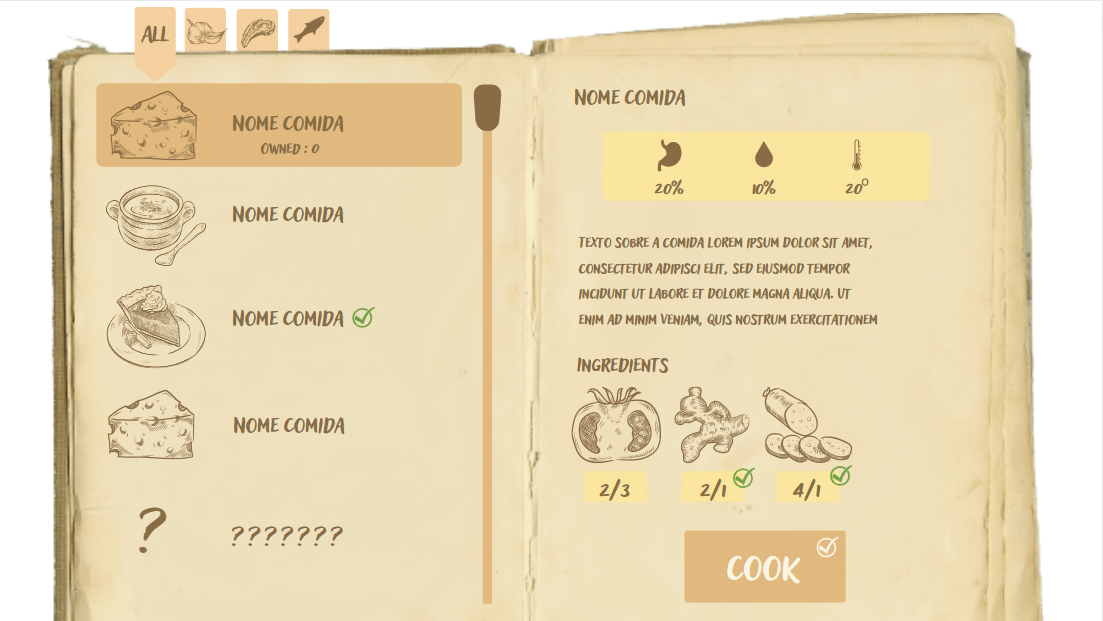 ALL
NOME COMIDA
OWNED : 0
NOME COMIDA
NOME COMIDA
NOME COMIDA
?
???????
NOME COMIDA
20%
10%
20°
TEXTO SOBRE A COMIDA LOREM IPSUM DOLOR SIT AMET,
CONSECTETUR ADIPISCI ELIT, SED EIUSMOD TEMPOR
INCIDUNT UT LABORE ET DOLORE MAGNA ALIQUA. UT
ENIM AD MINIM VENIAM, QUIS NOSTRUM EXERCITATIONEM
INGREDIENTS
2/3
2/1
4/1
COOK